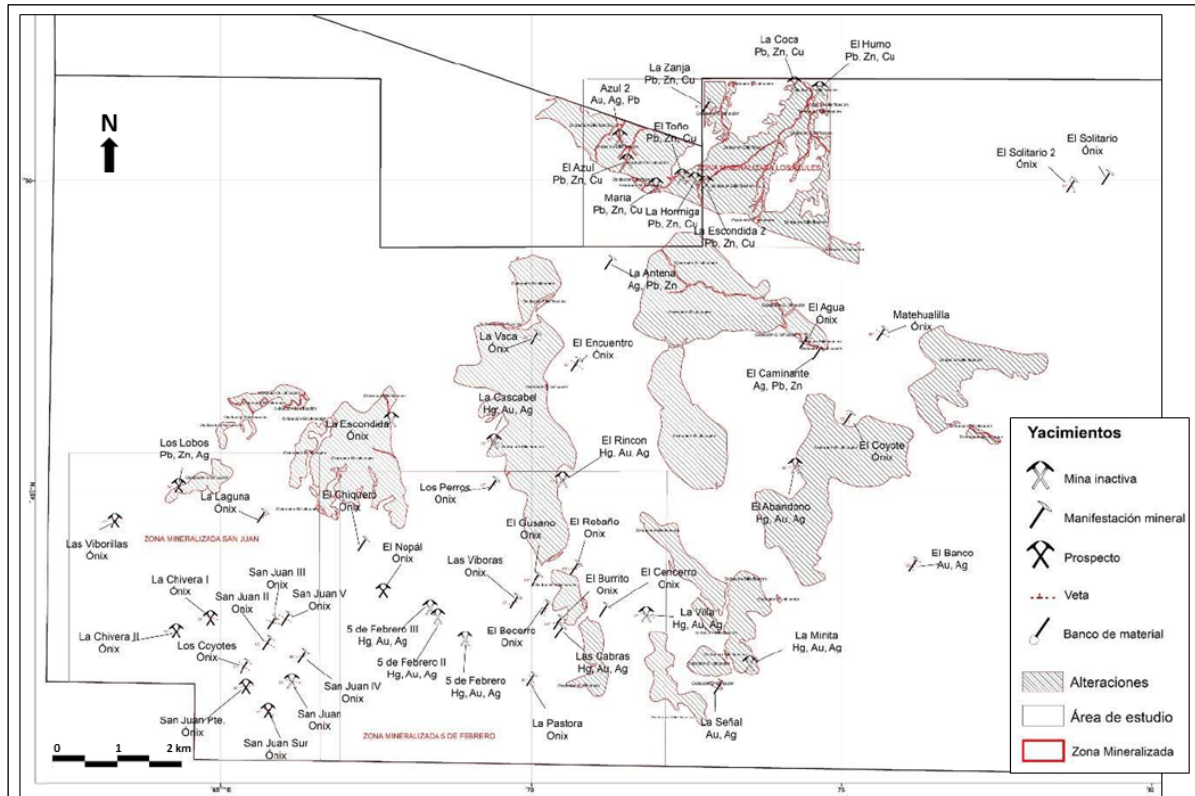 La Coca
Pb, Zn, Cu
El Humo
Pb, Zn, Cu
La Zanja
Pb, Zn, Cu
Azul 2
Au, Ag, Pb
N
El Toño
Pb, Zn, Cu
El Solitario
Ónix
El Solitario 2
Ónix
El Azul
Pb, Zn, Cu
ZONA MINERALIZADA LOS AZULES
Maria
Pb, Zn, Cu
La Hormiga
Pb, Zn, Cu
La Escondida 2
Pb, Zn, Cu
La Antena
Ag, Pb, Zn
El Agua
Ónix
Matehualilla
Ónix
La Vaca
Ónix
El Encuentro
Ónix
El Caminante
Ag, Pb, Zn
La Cascabel
Hg, Au, Ag
La Escondida
Ónix
Los Lobos
Pb, Zn, Ag
El Rincon
Hg, Au, Ag
El Coyote
Ónix
La Laguna
Ónix
El Chiquero
Ónix
Los Perros
Onix
El Abandono
Hg, Au, Ag
Las Viborillas
Ónix
ZONA MINERALIZADA SAN JUAN
El Gusano
Onix
El Rebaño
Onix
El Nopál
Ónix
Las Viboras
Ónix
El Banco
Au, Ag
La Chivera I
Ónix
San Juan III
Ónix
San Juan II
Onix
San Juan V
Ónix
El Burrito
Ónix
El Cencerro
Onix
La Chivera II
Ónix
Los Coyotes
Ónix
5 de Febrero III
Hg, Au, Ag
5 de Febrero II
Hg, Au, Ag
5 de Febrero
Hg, Au, Ag
El Becerro
Onix
Las Cabras
Hg, Au, Ag
La Villa
Hg, Au, Ag
La Minita
Hg, Au, Ag
San Juan IV
Onix
San Juan Pte.
Ónix
San Juan
Onix
San Juan Sur
Ónix
La Pastora
Onix
La Señal
Au, Ag
ZONA MINERALIZADA 5 DE FEBRERO
0 1 2 km
Yacimientos
Mina inactiva
Manifestación mineral
Prospecto
Veta
Banco de material
Alteraciones
Área de estudio
Zona Mineralizada